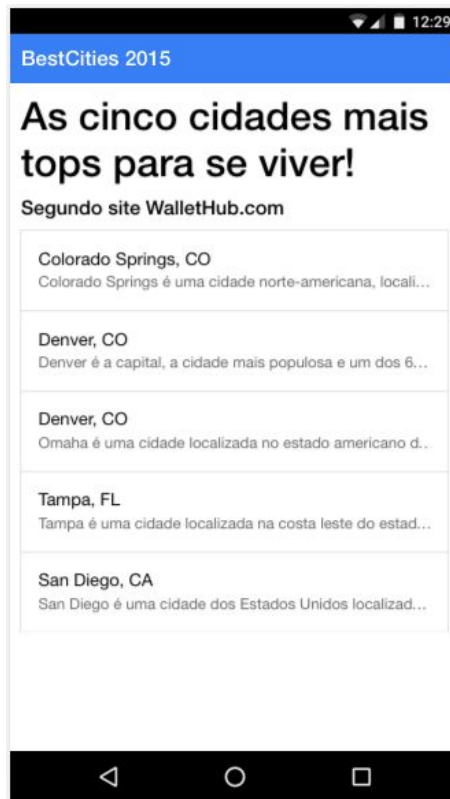 12:29
BestCities 2015
As cinco cidades mais
tops para se viver!
Segundo site WalletHub.com
Colorado Springs, CO
Colorado Springs é uma cidade norte-americana, locali...
Denver, CO
Denver é a capital, a cidade mais populosa e um dos 6...
Denver, CO
Omaha é uma cidade localizada no estado americano d..
Tampa, FL
Tampa é uma cidade localizada na costa leste do estad...
San Diego, CA
San Diego é uma cidade dos Estados Unidos localizad...